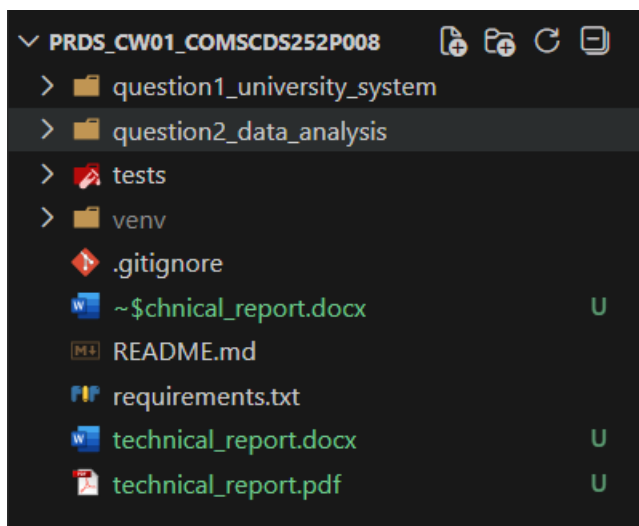 PRDS_CW01_COMSCDS252P008
question1_university_system
question2_data_analysis
tests
venv
.gitignore
~$chnical_report.docx U
README.md
requirements.txt
technical_report.docx U
technical_report.pdf U